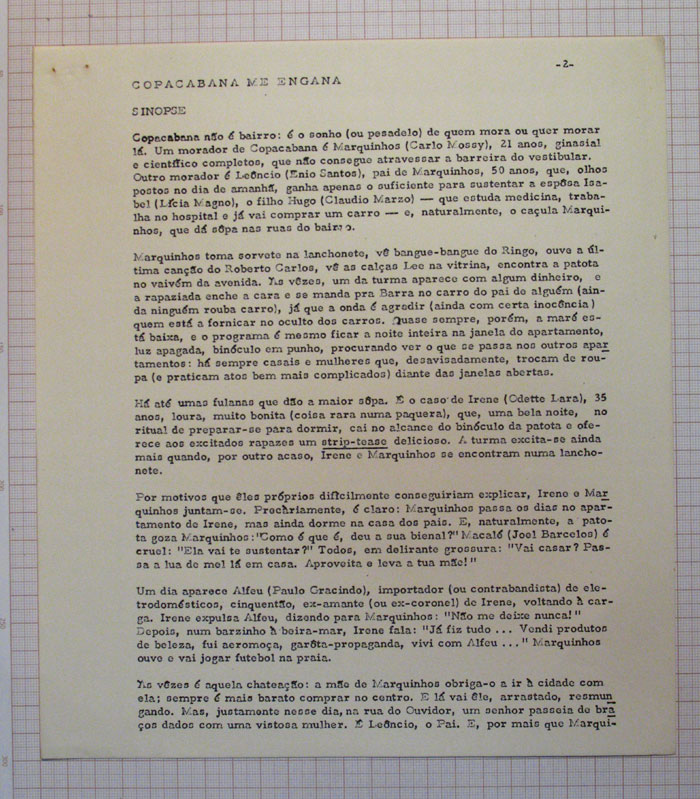 -2-
COPACABANA ME ENGANA
SINOPSE
Copacabana não é bairro: é o sonho (ou pesadelo) de quem mora ou quer morar
lá. Um morador de Copacabana é Marquinhos (Carlo Mossy), 21 anos, ginasial
e científico completos, que não consegue atravessar a barreira do vestibular.
Outro morador é Leôncio (Enio Santos), pai de Marquinhos, 50 anos, que, olhos
postos no dia de amanhã, ganha apenas o suficiente para sustentar a espôsa Isa-
bel (Lícia Magno), o filho Hugo (Claudio Marzo) — que estuda medicina, traba-
lha no hospital e já vai comprar um carro — e, naturalmente, o caçula Marqui-
nhos, que dá sôpa nas ruas do bairro.
Marquinhos toma sorvete na lanchonete, vê bangue-bangue do Ringo, ouve a úl-
tima canção do Roberto Carlos, vê as calças Lee na vitrina, encontra a patota
no vaivém da avenida. Às vêzes, um da turma aparece com algum dinheiro, e
a rapaziada enche a cara e se manda pra Barra no carro do pai de alguém (ain-
da ninguém rouba carro), já que a onda é agredir (ainda com certa inocência)
quem está a fornicar no oculto dos carros. Quase sempre, porém, a maré es-
tá baixa, e o programa é mesmo ficar a noite inteira na janela do apartamento,
luz apagada, binóculo em punho, procurando ver o que se passa nos outros apar
tamentos: há sempre casais e mulheres que, desavisadamente, trocam de rou-
pa (e praticam atos bem mais complicados) diante das janelas abertas.
Há até umas fulanas que dão a maior sôpa. É o caso de Irene (Odette Lara), 35
anos, loura, muito bonita (coisa rara numa paquera), que, uma bela noite, no
ritual de preparar-se para dormir, cai no alcance do binóculo da patota e ofe-
rece aos excitados rapazes um strip-tease delicioso. A turma excita-se ainda
mais quando, por outro acaso, Irene e Marquinhos se encontram numa lancho-
nete.
Por motivos que êles próprios dificilmente conseguiriam explicar, Irene e Mar
quinhos juntam-se. Precàriamente, é claro: Marquinhos passa os dias no apar-
tamento de Irene, mas ainda dorme na casa dos pais. E, naturalmente, a pato-
ta goza Marquinhos:"Como é que é, deu a sua bienal?" Macaló (Joel Barcelos) é
cruel: "Ela vai te sustentar?" Todos, em delirante grossura: "Vai casar? Pas-
sa a lua de mel lá em casa. Aproveita e leva a tua mãe!"
Um dia aparece Alfeu (Paulo Gracindo), importador (ou contrabandista) de ele-
trodomésticos, cinquentão, ex-amante (ou ex-coronel) de Irene, voltando à car-
ga. Irene expulsa Alfeu, dizendo para Marquinhos: "Não me deixe nunca!"
Depois, num barzinho à beira-mar, Irene fala: "Já fiz tudo ... Vendi produtos
de beleza, fui aeromoça, garôta-propaganda, vivi com Alfeu ..." Marquinhos
ouve e vai jogar futebol na praia.
Às vêzes é aquela chateação: a mãe de Marquinhos obriga-o a ir à cidade com
ela; sempre é mais barato comprar no centro. E lá vai êle, arrastado, resmun
gando. Mas, justamente nesse dia, na rua do Ouvidor, um senhor passeia de bra
ços dados com uma vistosa mulher. É Leôncio, o Pai. E, por mais que Marqui-